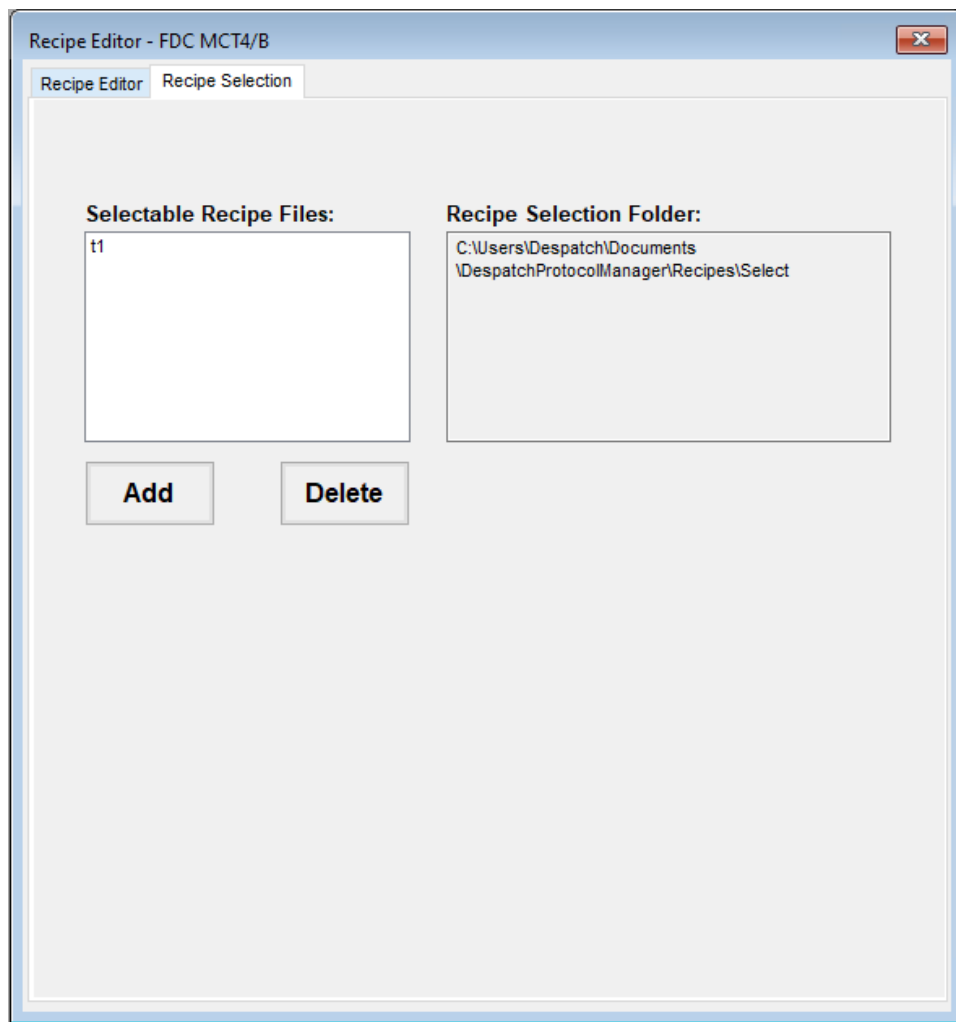 Recipe Editor - FDC MCT4/B
Recipe Editor
Recipe Selection
Selectable Recipe Files:
t1
Add
Delete
Recipe Selection Folder:
C:\Users\Despatch\Documents
\DespatchProtocolManager\Recipes\Select